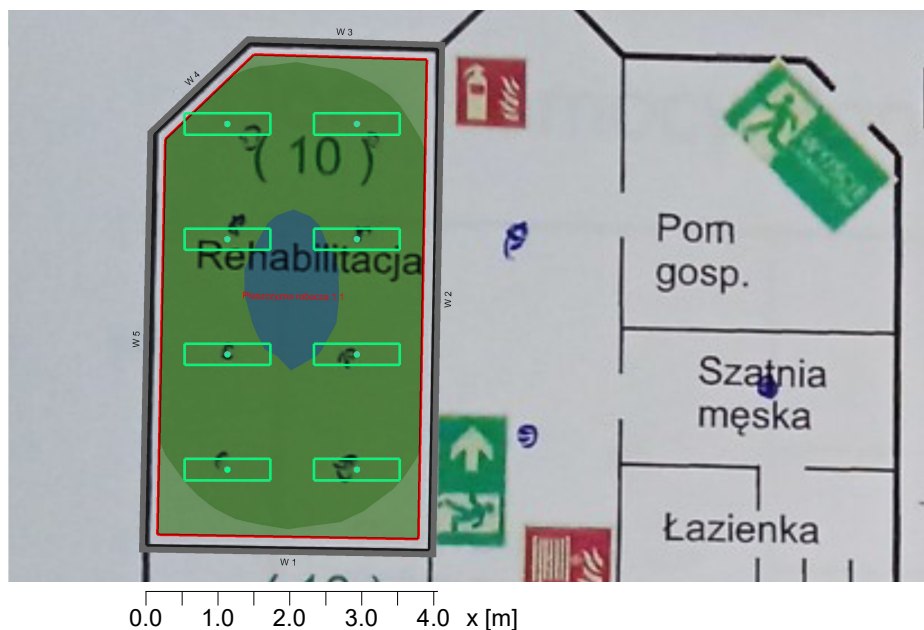 W 3
W 4
( 10 )
Pom
gosp.
Rehabilitacja
W 2
W 5
Szatnia
męska
Łazienka
W 1
0.0 1.0 2.0 3.0 4.0 x [m]